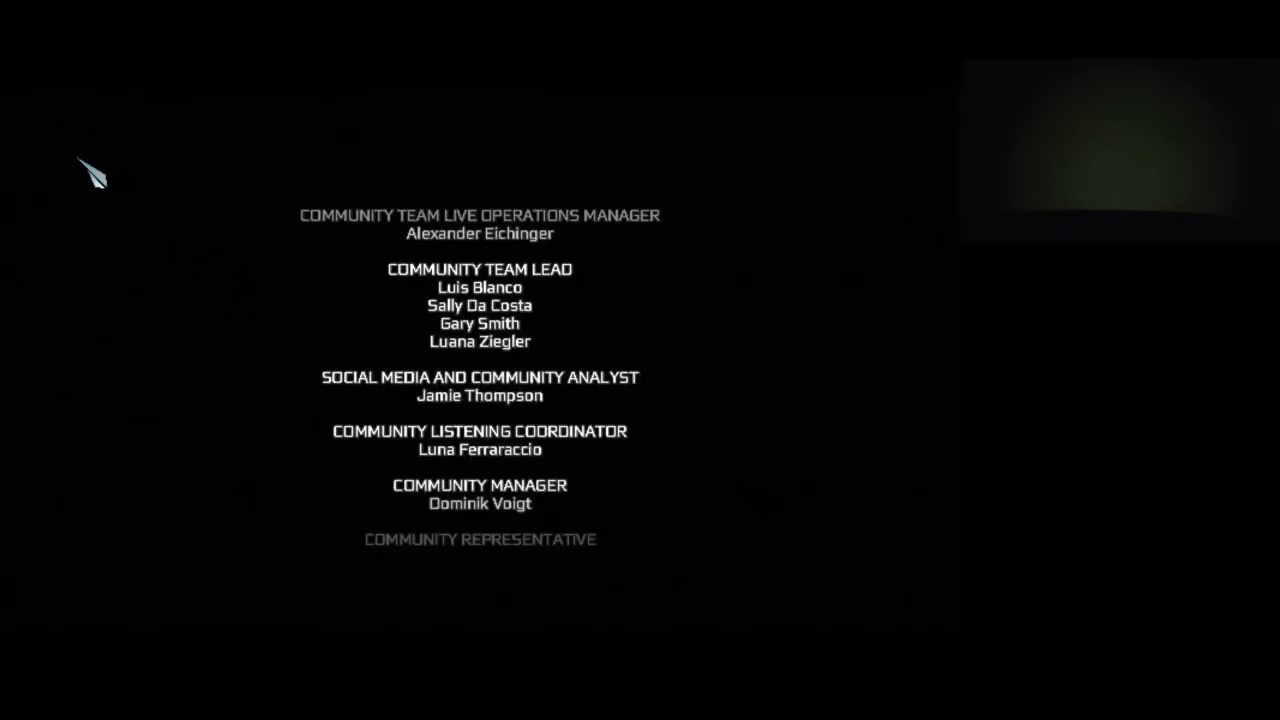 COMMUNITY TEAM LIVE OPERATIONS MANAGER
Alexander Eichinger
COMMUNITY TEAM LEAD
Luis Blanco
Sally Da Costa
Gary Smith
Luana Ziegler
SOCIAL MEDIA AND COMMUNITY ANALYST
Jamie Thompson
COMMUNITY LISTENING COORDINATOR
Luna Ferraraccio
COMMUNITY MANAGER
Dominik Voigt
COMMUNITY REPRESENTATIVE